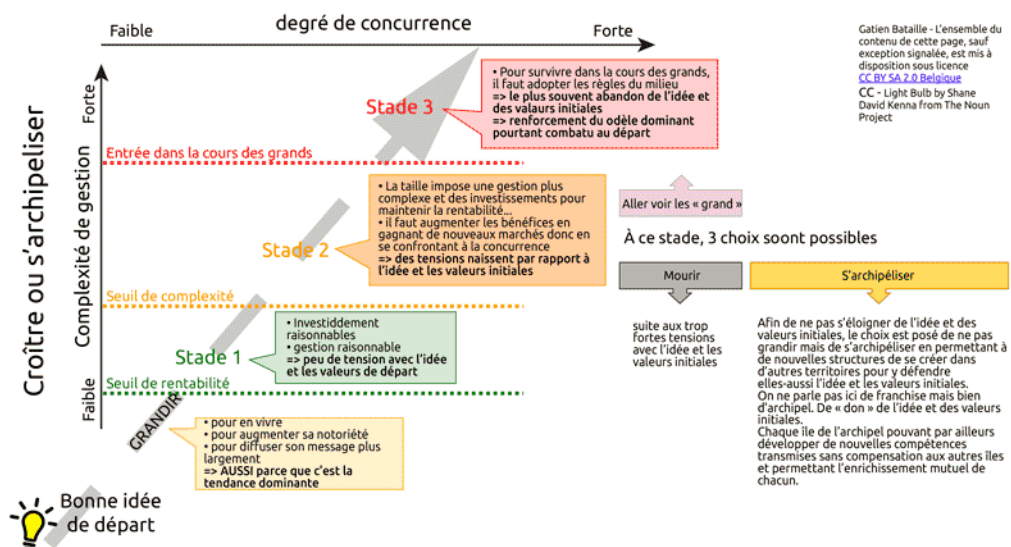 degré de concurrence
Faible
Forte
Croître ou s’archipeliser
Complexité de gestion
Forte
Faible
Gatien Bataille - L’ensemble du
contenu de cette page, sauf
exception signalée, est mis à
disposition sous licence
CC BY SA 2.0 Belgique
CC - Light Bulb by Shane
David Kenna from The Noun
Project
Stade 3
• Pour survivre dans la cours des grands,
il faut adopter les règles du milieu
=> le plus souvent abandon de l’idée et
des valaurs initiales
=> renforcement du odèle dominant
pourtant combatu au départ
Entrée dans la cours des grands
Stade 2
• La taille impose une gestion plus
complexe et des investissements pour
maintenir la rentabilité...
• il faut augmenter les bénéfices en
gagnant de nouveaux marchés donc en
se confrontant à la concurrence
=> des tensions naissent par rapport à
l’idée et les valeurs initiales
Aller voir les « grand »
À ce stade, 3 choix soont possibles
Mourir
suite aux trop
fortes tensions
avec l’idée et les
valeurs initiales
S’archipéliser
Afin de ne pas s’éloigner de l’idée et des
valeurs initiales, le choix est posé de ne pas
grandir mais de s’archipéliser en permettant à
de nouvelles structures de se créer dans
d’autres territoires pour y défendre
elles-aussi l’idée et les valeurs initiales.
On ne parle pas ici de franchise mais bien
d’archipel. De « don » de l’idée et des valeurs
initiales.
Chaque île de l’archipel pouvant par ailleurs
développer de nouvelles compétences
transmises sans compensation aux autres îles
et permettant l’enrichissement mutuel de
chacun.
Seuil de complexité
Stade 1
• Investiddement
raisonnables
• gestion raisonnable
=> peu de tension avec l’idée
et les valeurs de départ
Seuil de rentabilité
GRANDIR
• pour en vivre
• pour augmenter sa notoriété
• pour diffuser son message plus
largement
=> AUSSI parce que c’est la
tendance dominante
Bonne idée
de départ